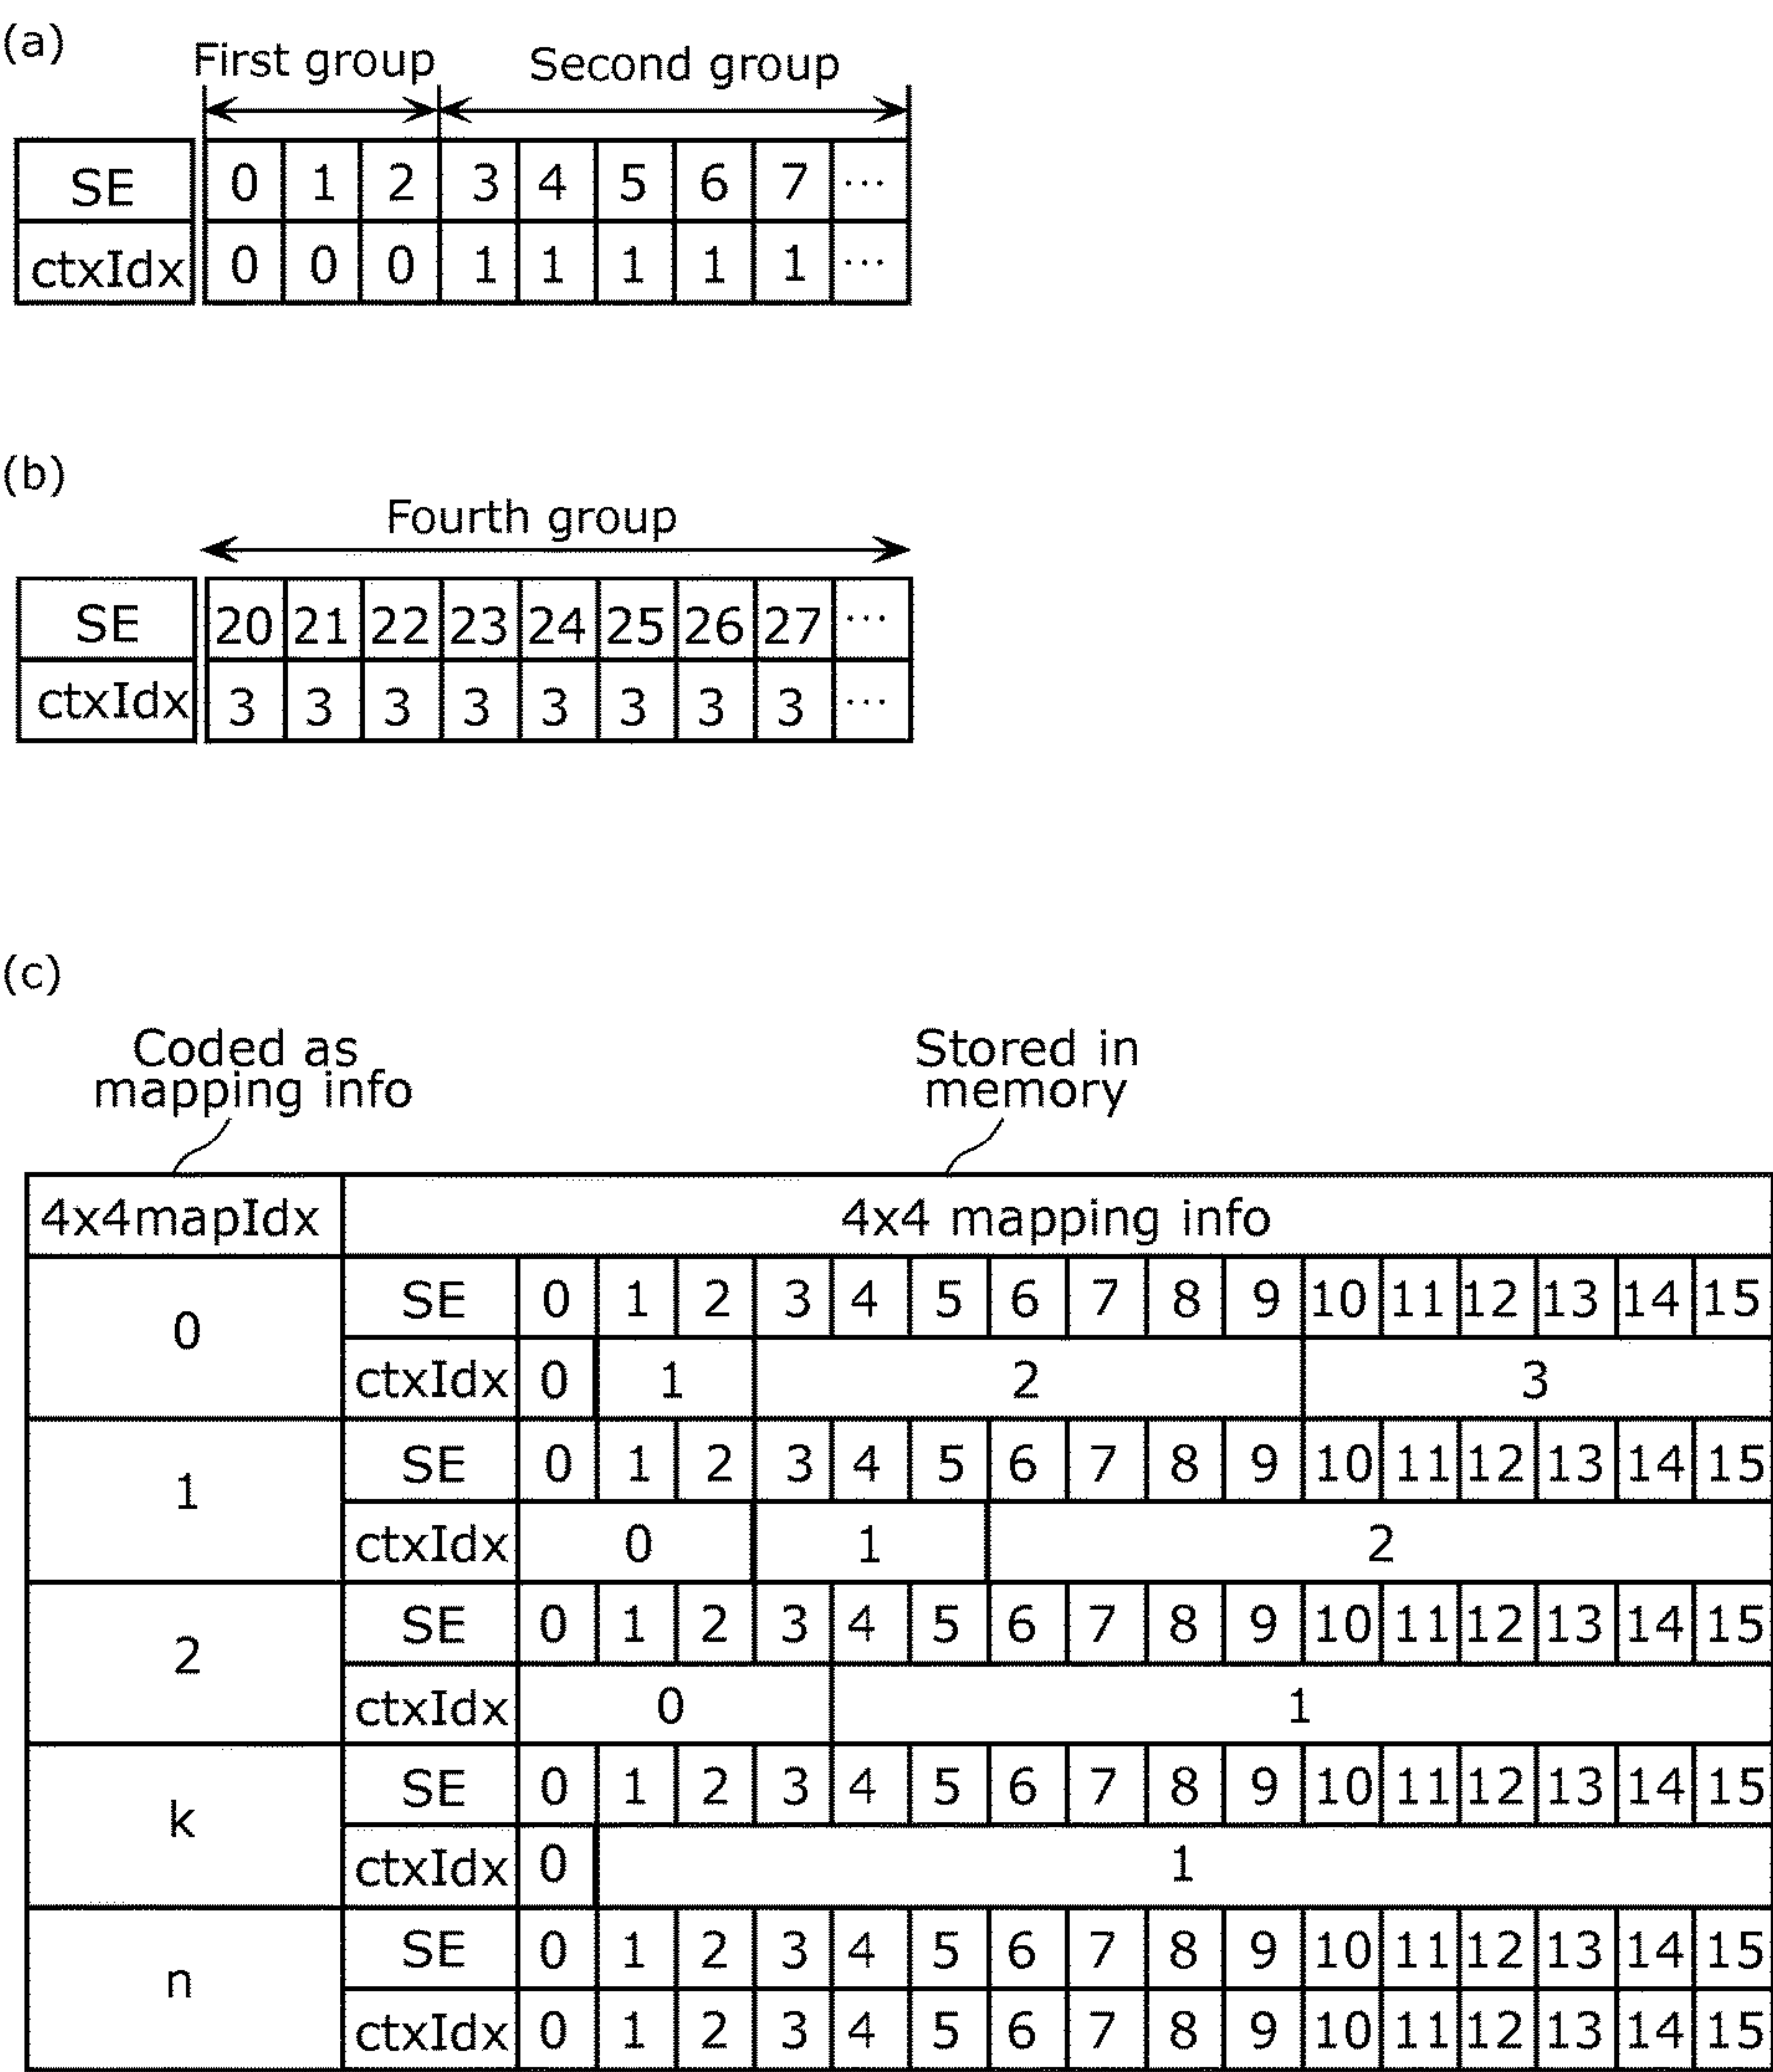 (a)
First group Second group
SE 0 1 2 3 4 5 6 7 ...
ctxIdx 0 0 0 1 1 1 1 1 ...
(b)
Fourth group
SE 20 21 22 23 24 25 26 27 ...
ctxIdx 3 3 3 3 3 3 3 3 ...
(c)
Coded as
mapping info
Stored in
memory
4x4mapIdx 4x4 mapping info
0
SE 0 1 2 3 4 5 6 7 8 9 10 11 12 13 14 15
ctxIdx 0 1 2 3
1
SE 0 1 2 3 4 5 6 7 8 9 10 11 12 13 14 15
ctxIdx 0 1 2
2
SE 0 1 2 3 4 5 6 7 8 9 10 11 12 13 14 15
ctxIdx 0 1
k
SE 0 1 2 3 4 5 6 7 8 9 10 11 12 13 14 15
ctxIdx 0 1
n
SE 0 1 2 3 4 5 6 7 8 9 10 11 12 13 14 15
ctxIdx 0 1 2 3 4 5 6 7 8 9 10 11 12 13 14 15